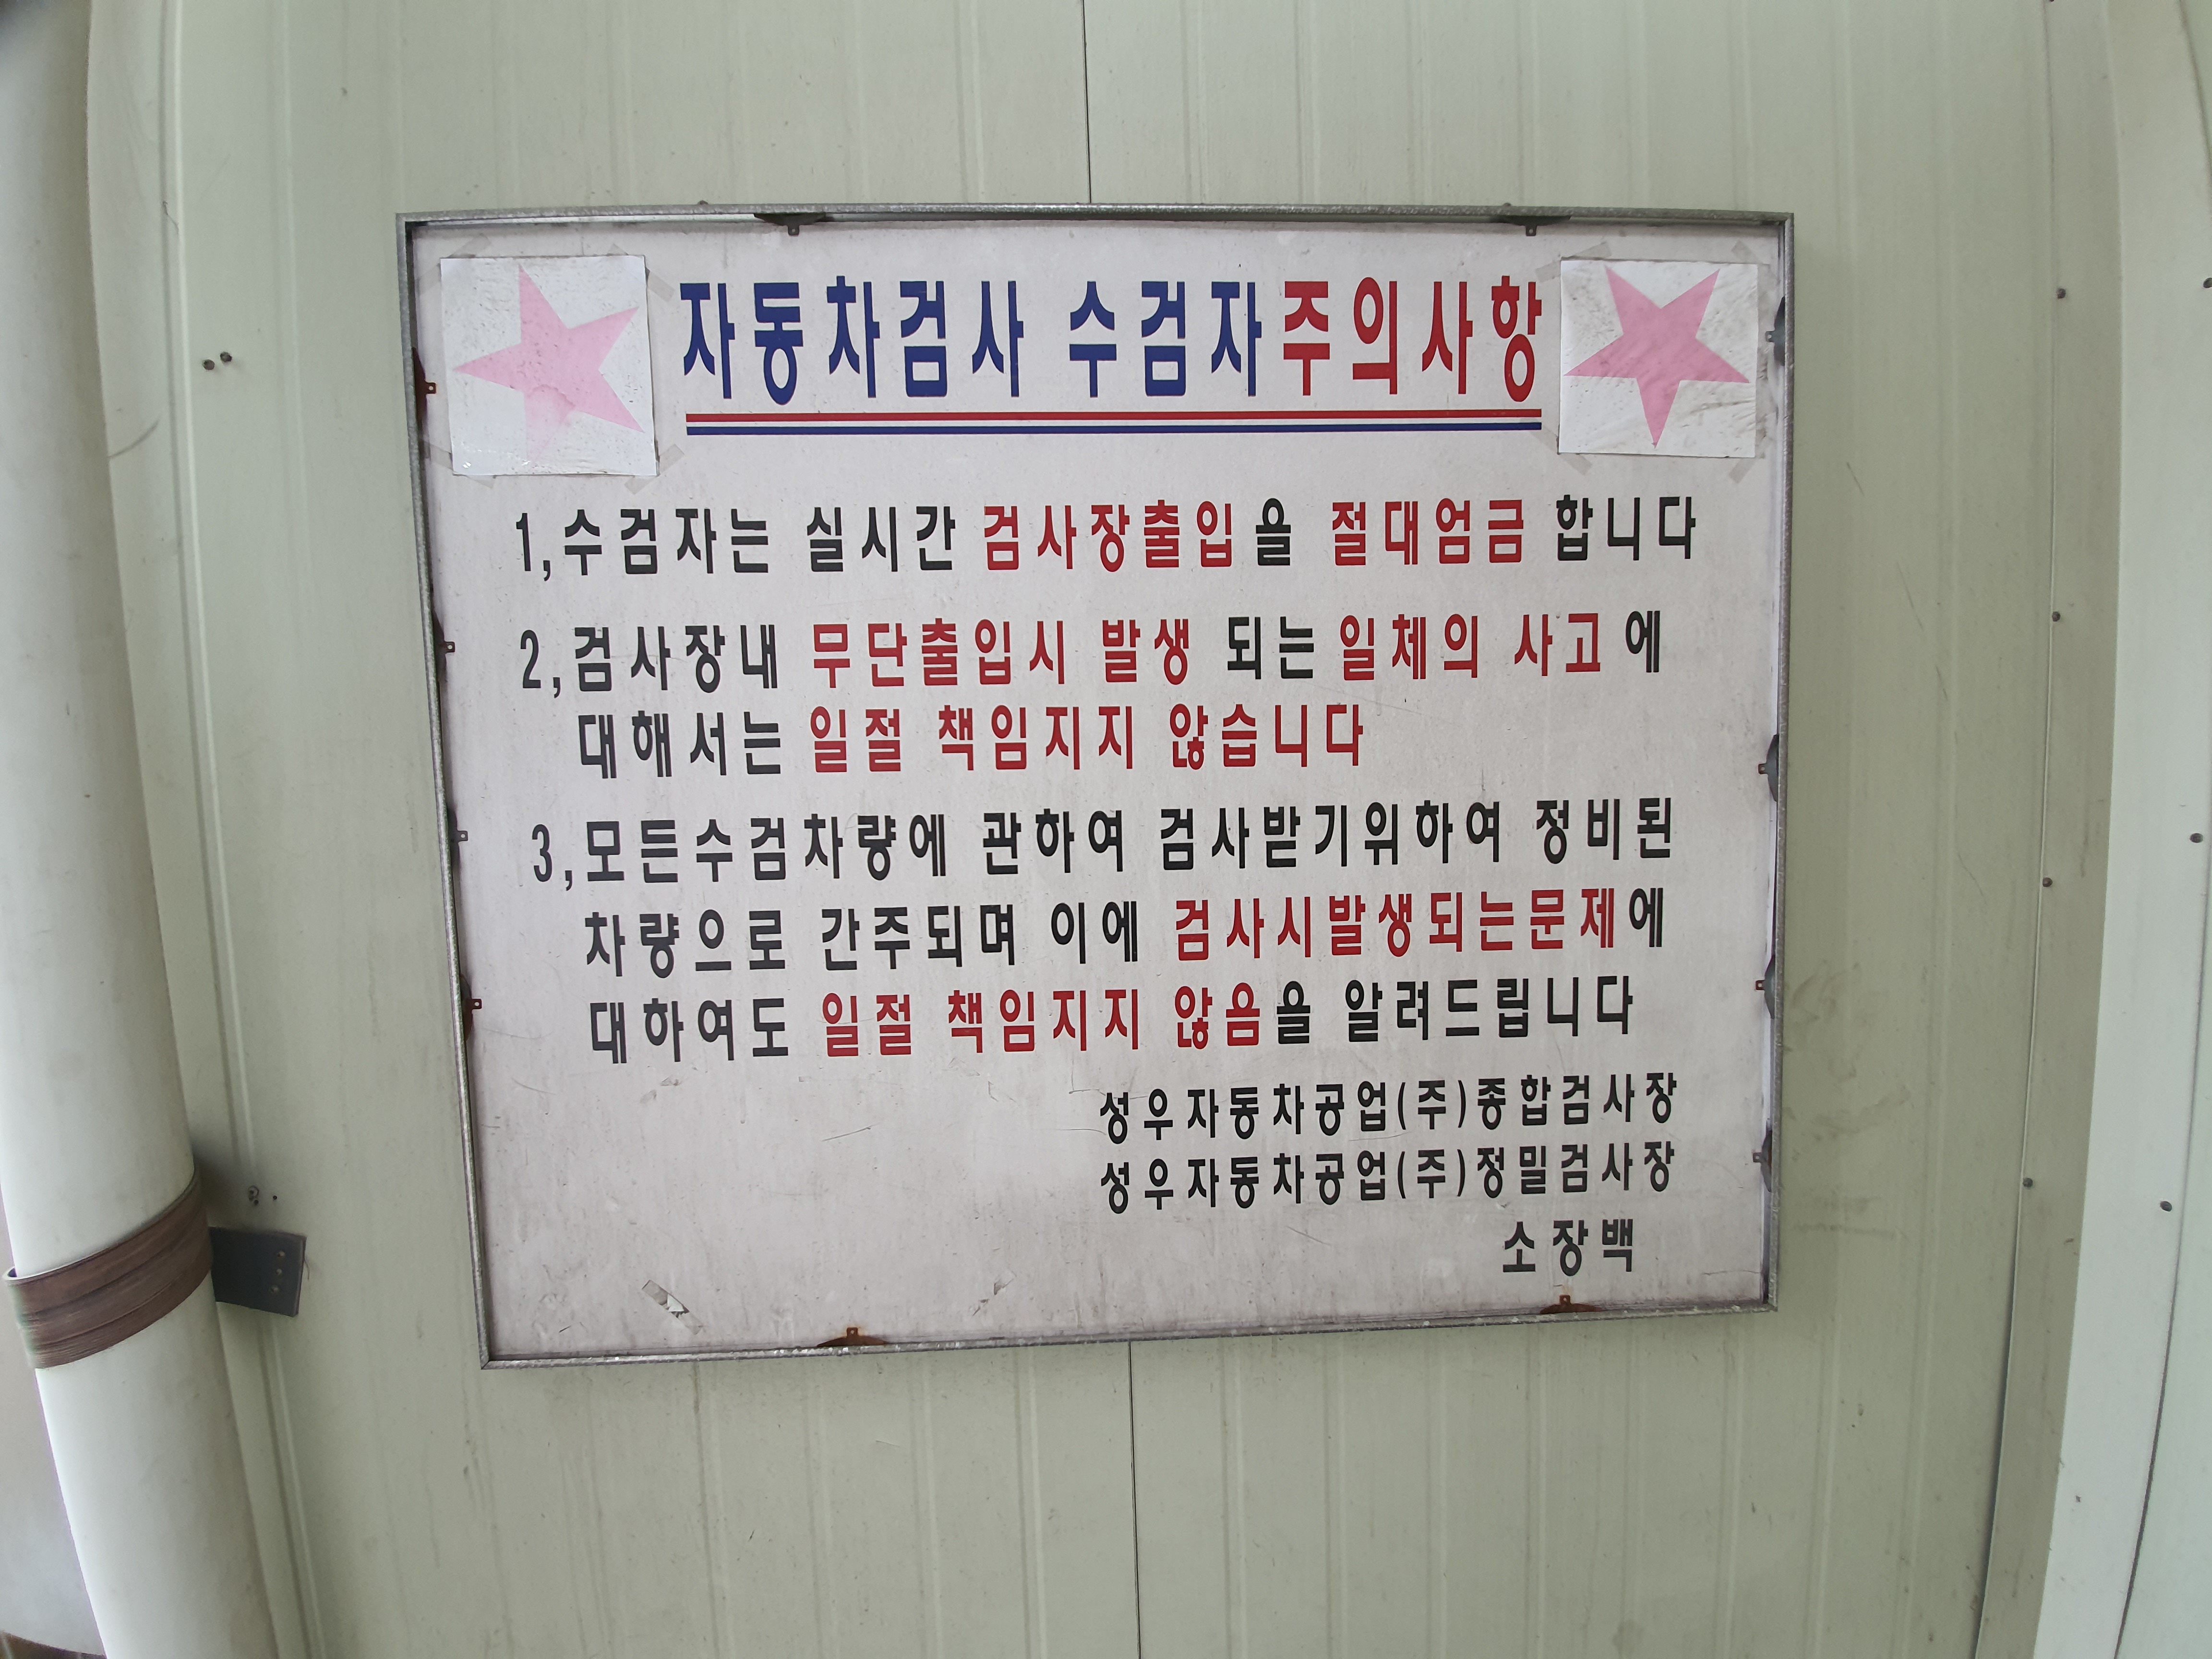 자동차검사 수검자주의사항
1,수검자는 실시간 검사장출입을 절대엄금 합니다
2,검사장내 무단출입시 발생 되는 일체의 사고에
대해서는 일절 책임지지 않습니다
3,모든수검차량에 관하여 검사받기위하여 정비된
차량으로 간주되며 이에 검사시발생되는문제에
대하여도 일절 책임지지 않음을 알려드립니다
성우자동차공업(주)종합검사장
성우자동차공업(주)정밀검사장
소장백